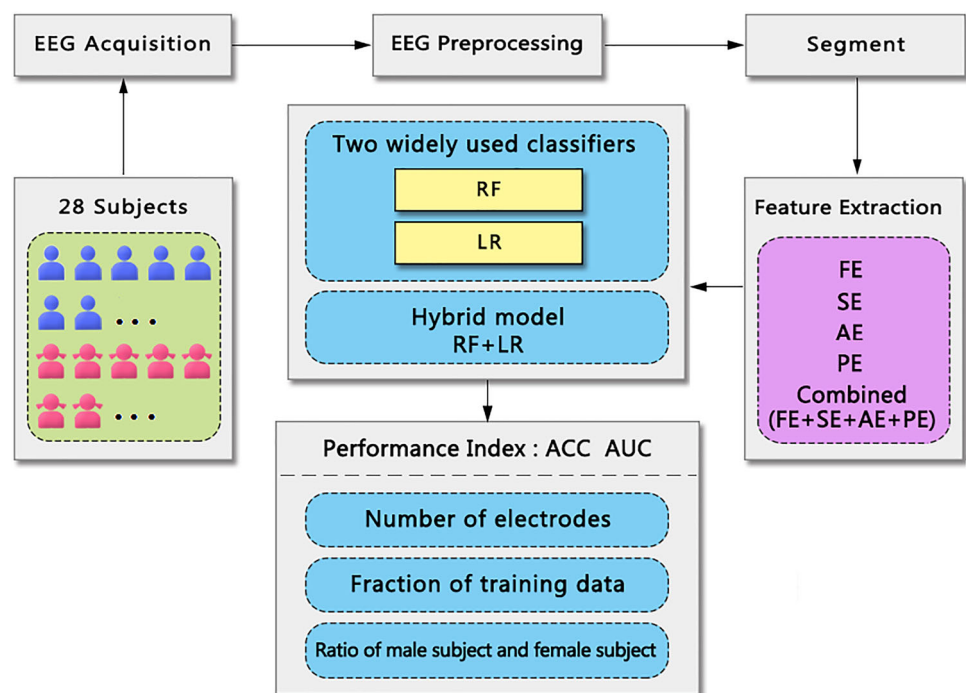 EEG Acquisition
EEG Preprocessing
Segment
28 Subjects
...
...
Two widely used classifiers
RF
LR
Hybrid model
RF+LR
Feature Extraction
FE
SE
AE
PE
Combined
(FE+SE+AE+PE)
Performance Index : ACC AUC
Number of electrodes
Fraction of training data
Ratio of male subject and female subject